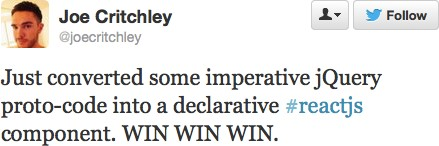 Joe Critchley
@joecritchley
Follow
Just converted some imperative jQuery
proto-code into a declarative #reactjs
component. WIN WIN WIN.